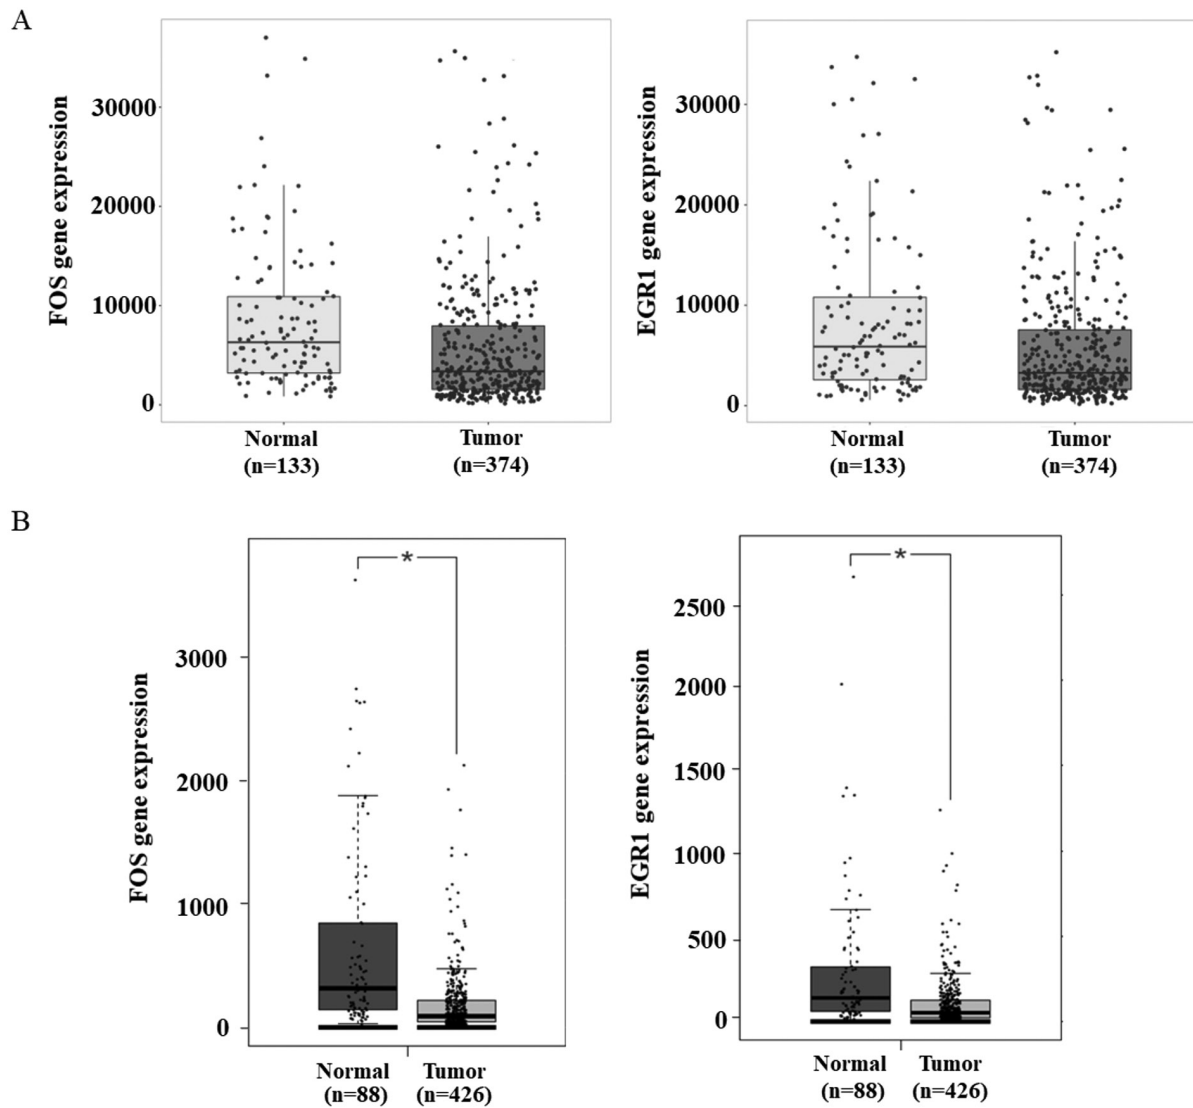 A
FOS gene expression
30000
20000
10000
0
Normal
(n=133)
Tumor
(n=374)
EGR1 gene expression
30000
20000
10000
0
Normal
(n=133)
Tumor
(n=374)
B
FOS gene expression
3000
2000
1000
0
*
Normal
(n=88)
Tumor
(n=426)
EGR1 gene expression
2500
2000
1500
1000
500
0
*
Normal
(n=88)
Tumor
(n=426)